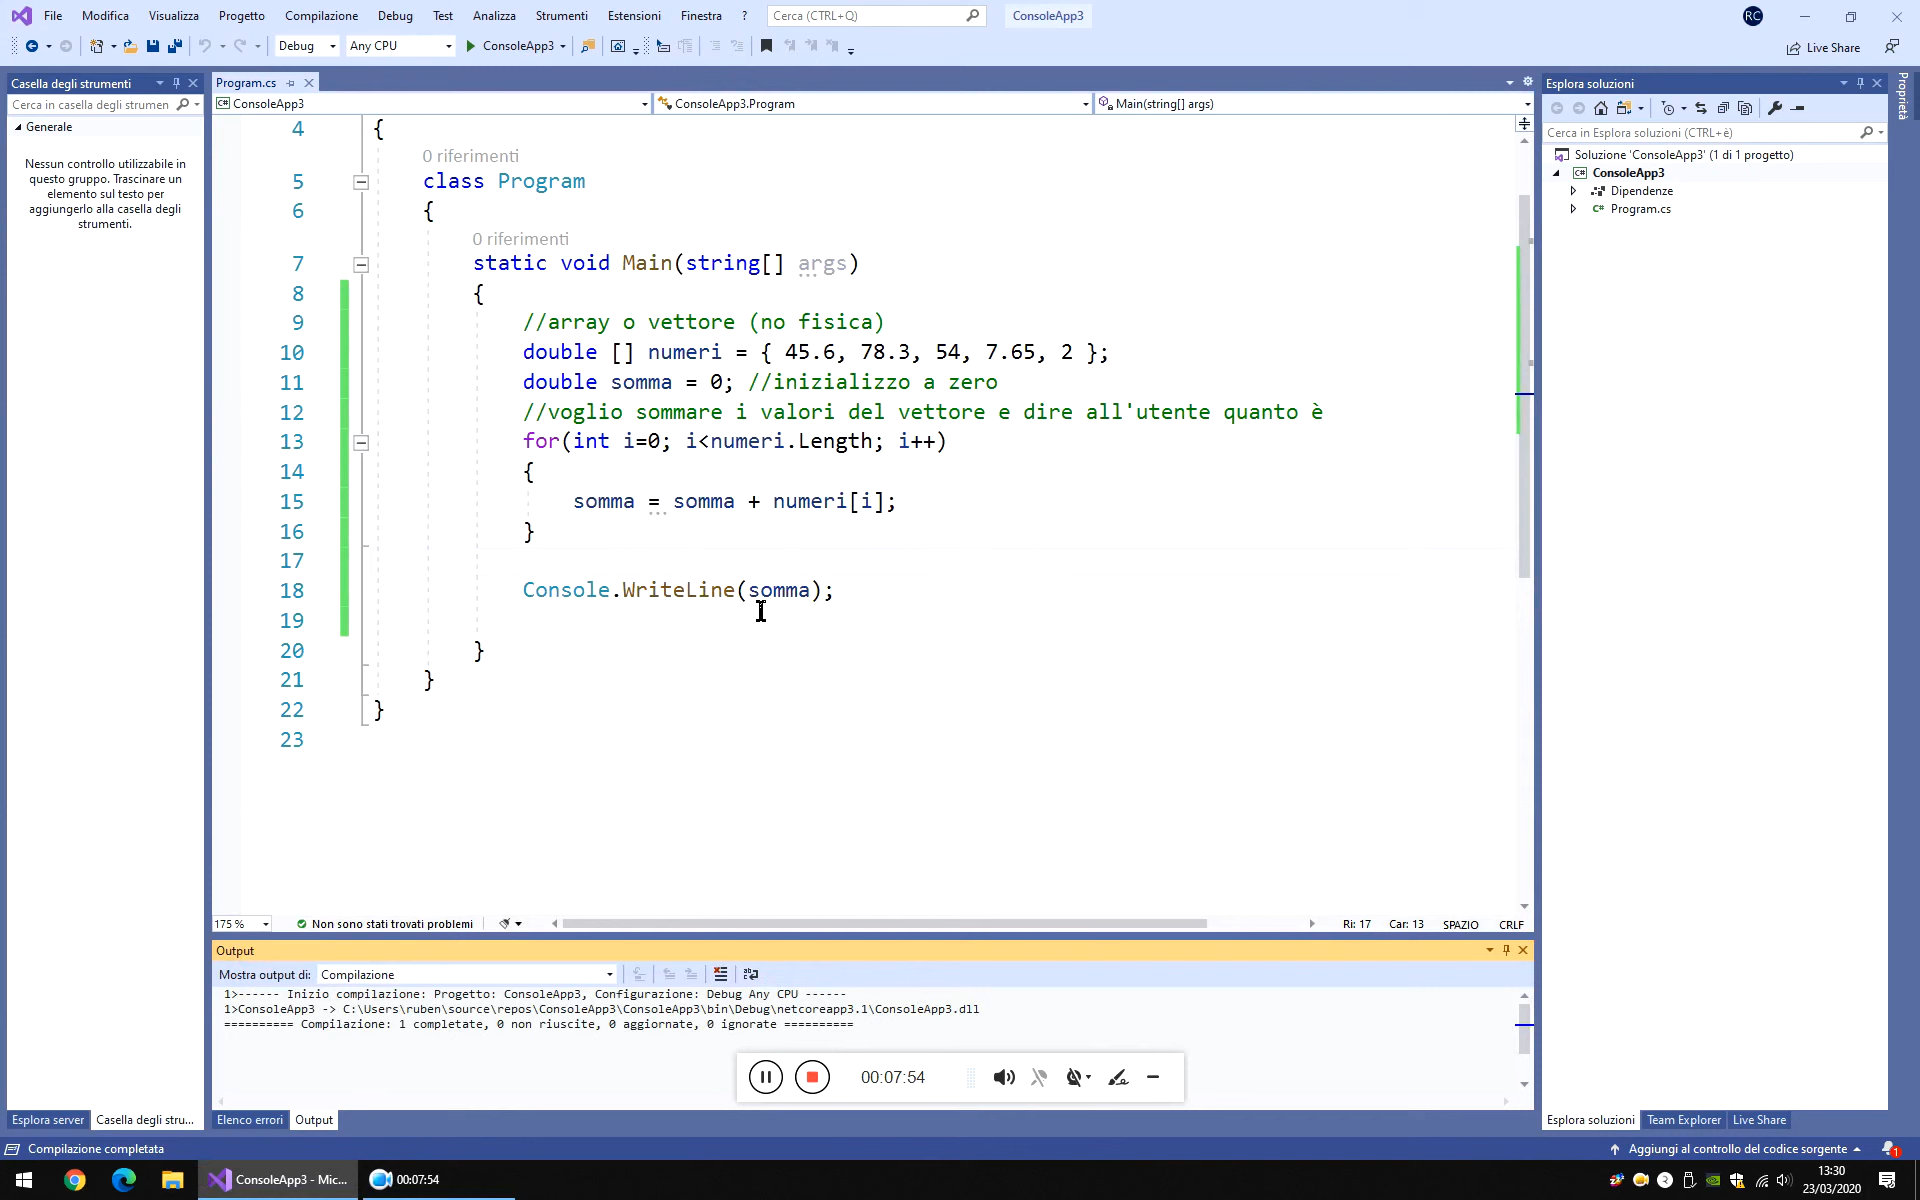 File Modifica Visualizza Progetto Compilazione Debug Test Analizza Strumenti Estensioni Finestra ? Cerca (CTRL+Q) ConsoleApp3 RC
Debug Any CPU ConsoleApp3 Live Share
Casella degli strumenti
Cerca in casella degli strumen
Generale
Nessun controllo utilizzabile in
questo gruppo. Trascinare un
elemento sul testo per
aggiungerlo alla casella degli
strumenti.
Program.cs
ConsoleApp3 ConsoleApp3.Program Main(string[] args)
4 {
0 riferimenti
5 class Program
6 {
0 riferimenti
7 static void Main(string[] args)
8 {
9 //array o vettore (no fisica)
10 double [] numeri = { 45.6, 78.3, 54, 7.65, 2 };
11 double somma = 0; //inizializzo a zero
12 //voglio sommare i valori del vettore e dire all'utente quanto è
13 for(int i=0; i<numeri.Length; i++)
14 {
15 somma = somma + numeri[i];
16 }
17
18 Console.WriteLine(somma);
19
20 }
21 }
22 }
23
175 % Non sono stati trovati problemi Ri: 17 Car: 13 SPAZIO CRLF
Output
Mostra output di: Compilazione
1>------ Inizio compilazione: Progetto: ConsoleApp3, Configurazione: Debug Any CPU ------
1>ConsoleApp3 -> C:\Users\ruben\source\repos\ConsoleApp3\ConsoleApp3\bin\Debug\netcoreapp3.1\ConsoleApp3.dll
========== Compilazione: 1 completate, 0 non riuscite, 0 aggiornate, 0 ignorate ==========
00:07:54
Esplora server Casella degli stru... Elenco errori Output
Esplora soluzioni
Cerca in Esplora soluzioni (CTRL+è)
Soluzione 'ConsoleApp3' (1 di 1 progetto)
ConsoleApp3
Dipendenze
C# Program.cs
Proprietà
Esplora soluzioni Team Explorer Live Share
Compilazione completata Aggiungi al controllo del codice sorgente 1
ConsoleApp3 - Mic... 00:07:54
13:30
23/03/2020